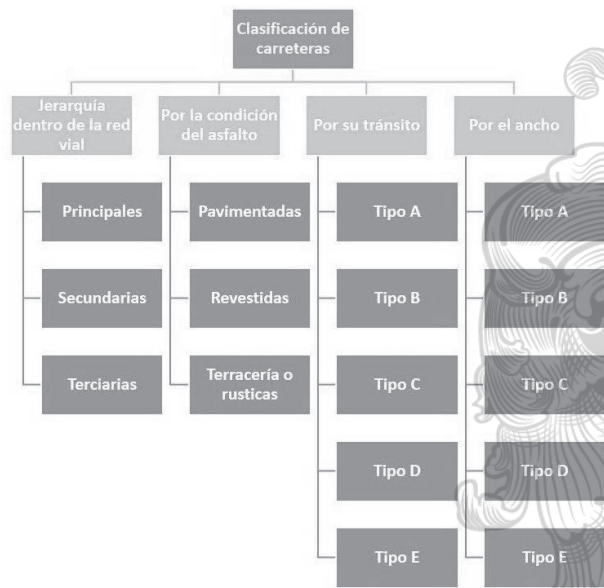 Clasificación de
carreteras
Jerarquía
dentro de la red
vial
Principales
Secundarias
Terciarias
Por la condición
del asfalto
Pavimentadas
Revestidas
Terracería o
rusticas
Por su tránsito
Tipo A
Tipo B
Tipo C
Tipo D
Tipo E
Por el ancho
Tipo A
Tipo B
Tipo C
Tipo D
Tipo E